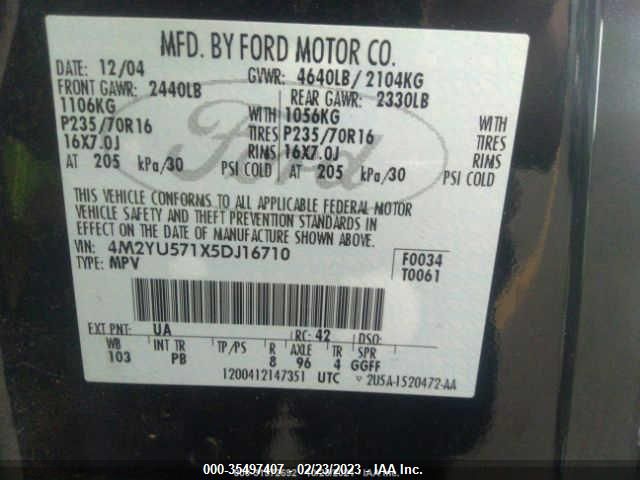 MFD. BY FORD MOTOR CO.
DATE: 12/04 GVWR: 4640LB/2104KG
FRONT GAWR: 2440LB REAR GAWR: 2330LB
1106KG WITH 1056KG WITH
P235/70R16 TIRES P235/70R16 TIRES
16X7.0J RIMS 16X7.0J RIMS
AT 205 kPa/30 PSI COLD AT 205 kPa/30 PSI COLD
Ford
THIS VEHICLE CONFORMS TO ALL APPLICABLE FEDERAL MOTOR
VEHICLE SAFETY AND THEFT PREVENTION STANDARDS IN
EFFECT ON THE DATE OF MANUFACTURE SHOWN ABOVE.
VIN: 4M2YU571X5DJ16710 F0034
TYPE: MPV T0061
EXT PNT: UA RC: 42 DSO:
WB INT TR TP/PS R AXLE TR SPR
103 PB 8 96 4 GGFF
1200412147351 UTC 2U5A-1520472-AA
000-35497407 - 02/23/2023 - IAA Inc.